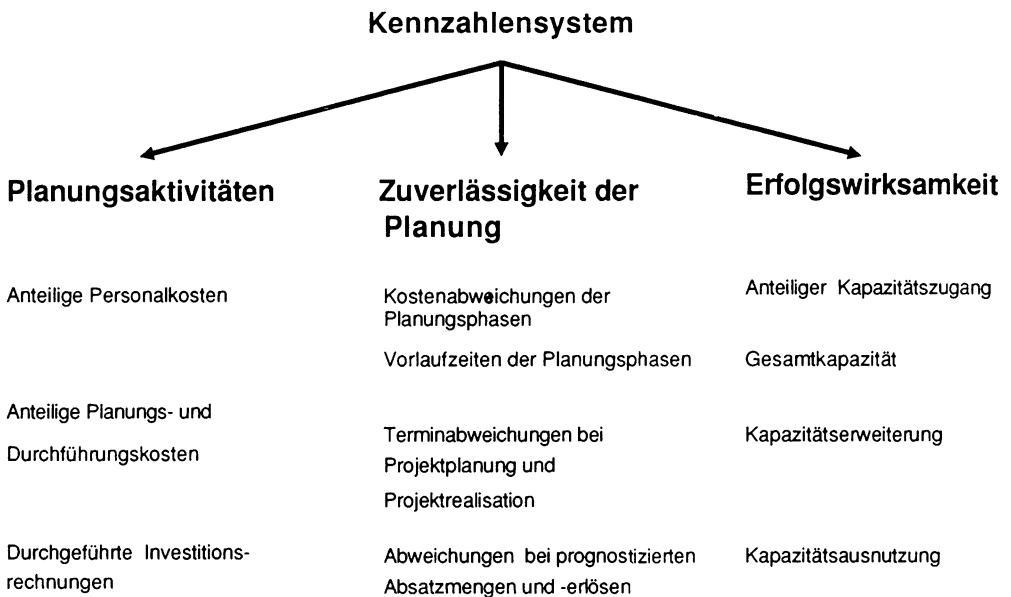 Kennzahlensystem
Planungsaktivitäten
Anteilige Personalkosten
Anteilige Planungs- und
Durchführungskosten
Durchgeführte Investitions-
rechnungen
Zuverlässigkeit der
Planung
Kostenabweichungen der
Planungsphasen
Vorlaufzeiten der Planungsphasen
Terminabweichungen bei
Projektplanung und
Projektrealisation
Abweichungen bei prognostizierten
Absatzmengen und -erlösen
Erfolgswirksamkeit
Anteiliger Kapazitätszugang
Gesamtkapazität
Kapazitätserweiterung
Kapazitätsausnutzung